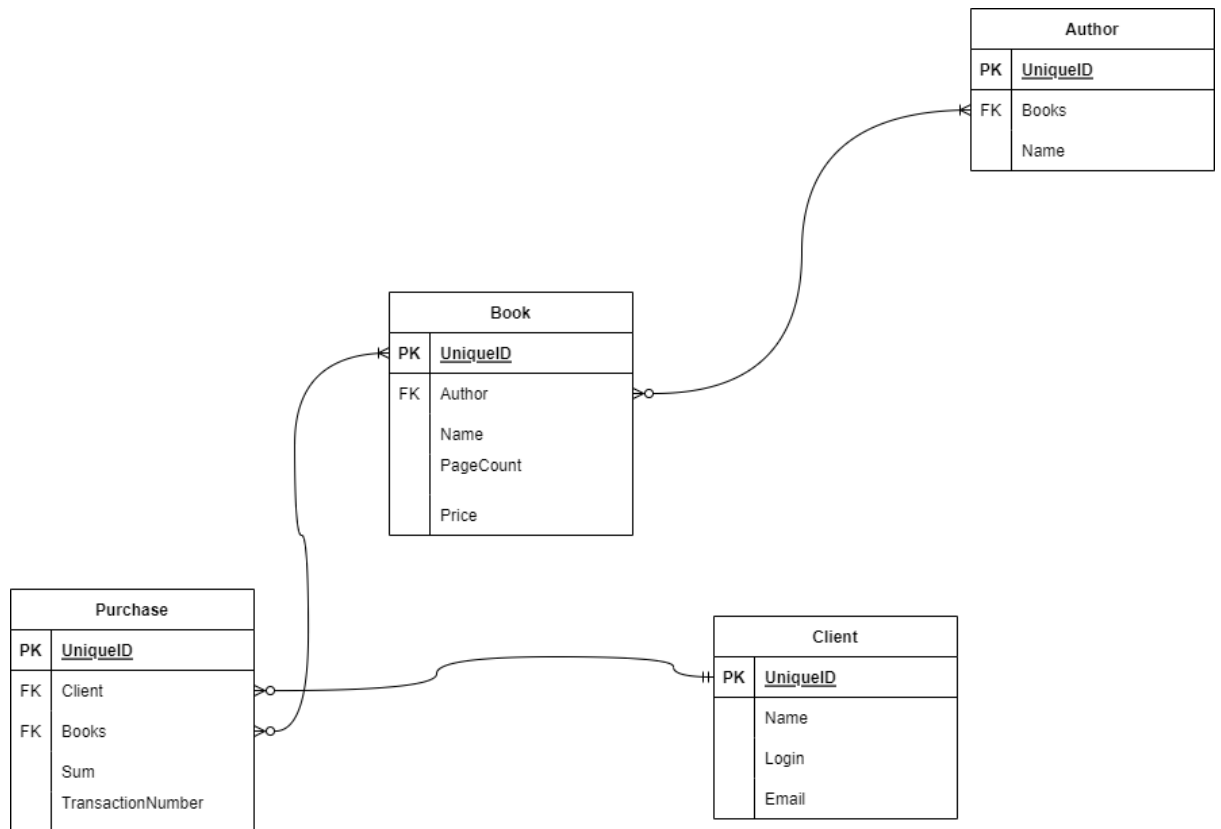 Author
PK UniqueID
FK Books
Name
Book
PK UniqueID
FK Author
Name
PageCount
Price
Purchase
PK UniqueID
FK Client
FK Books
Sum
TransactionNumber
Client
PK UniqueID
Name
Login
Email